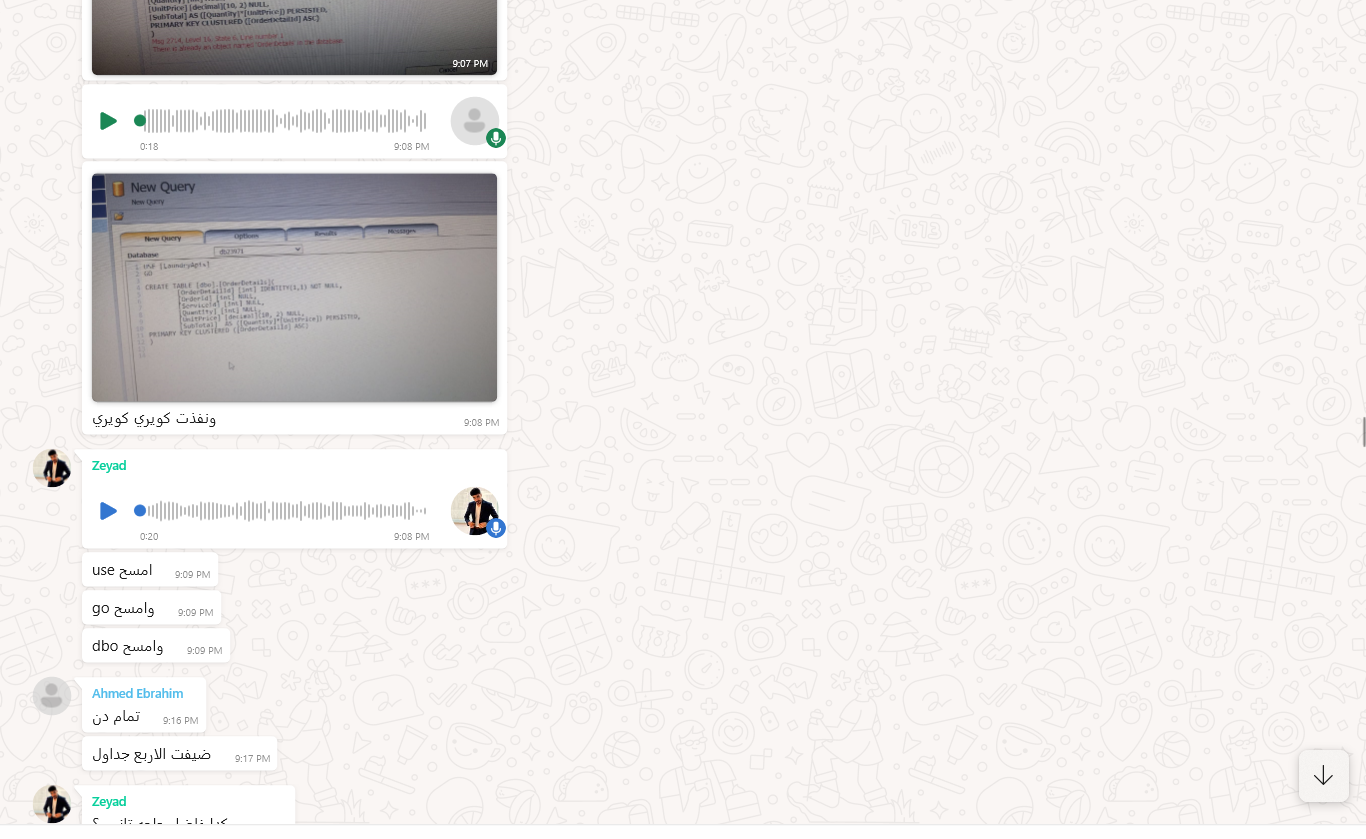 [UnitPrice] [decimal](10, 2) NULL,
[SubTotal] AS ([Quantity]*[UnitPrice]) PERSISTED,
PRIMARY KEY CLUSTERED ([OrderDetailId] ASC)
)
Msg 2714, Level 16, State 6, Line number 1
There is already an object named 'OrderDetails' in the database.
9:07 PM
0:18
9:08 PM
New Query
New Query
New Query Options Results Messages
Database
USE [LaundryApps]
GO
CREATE TABLE [dbo].[OrderDetails](
[OrderDetailId] [int] IDENTITY(1,1) NOT NULL,
[OrderId] [int] NULL,
[ServiceId] [int] NULL,
[Quantity] [int] NULL,
[UnitPrice] [decimal](10, 2) NULL,
[SubTotal] AS ([Quantity]*[UnitPrice]) PERSISTED,
PRIMARY KEY CLUSTERED ([OrderDetailId] ASC)
)
ونفذت كويري كويري
9:08 PM
Zeyad
0:20
9:08 PM
use امسح
9:09 PM
go وامسح
9:09 PM
dbo وامسح
9:09 PM
Ahmed Ebrahim
تمام دن
9:16 PM
ضيفت الاربع جداول
9:17 PM
Zeyad